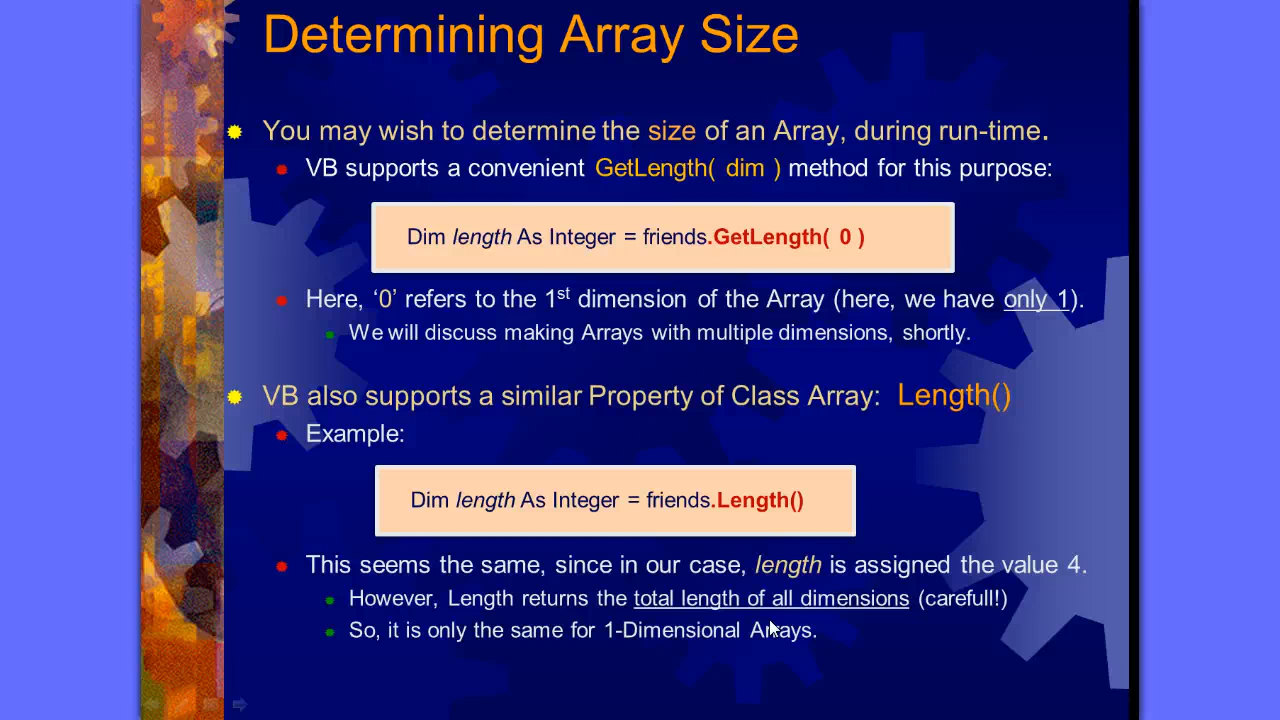 Determining Array Size
You may wish to determine the size of an Array, during run-time.
VB supports a convenient GetLength( dim ) method for this purpose:
Dim length As Integer = friends.GetLength( 0 )
Here, ‘0’ refers to the 1st dimension of the Array (here, we have only 1).
We will discuss making Arrays with multiple dimensions, shortly.
VB also supports a similar Property of Class Array: Length()
Example:
Dim length As Integer = friends.Length()
This seems the same, since in our case, length is assigned the value 4.
However, Length returns the total length of all dimensions (carefull!)
So, it is only the same for 1-Dimensional Arrays.